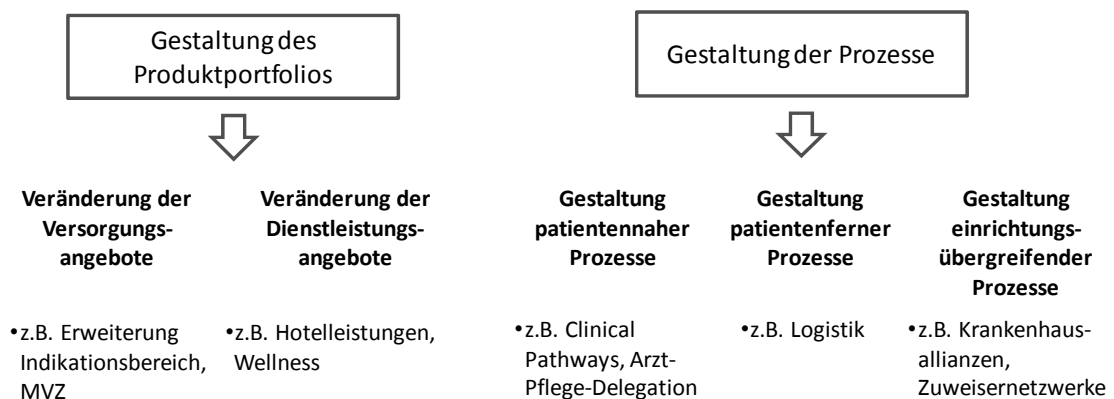 Gestaltung des
Produktportfolios
Gestaltung der Prozesse
Veränderung der
Versorgungs-
angebote
Veränderung der
Dienstleistungs-
angebote
Gestaltung
patientennaher
Prozesse
Gestaltung
patientenferner
Prozesse
Gestaltung
einrichtungs-
übergreifender
Prozesse
•z.B. Erweiterung
Indikationsbereich,
MVZ
•z.B. Hotelleistungen,
Wellness
•z.B. Clinical
Pathways, Arzt-
Pflege-Delegation
•z.B. Logistik
•z.B. Krankenhaus-
allianzen,
Zuweisernetzwerke